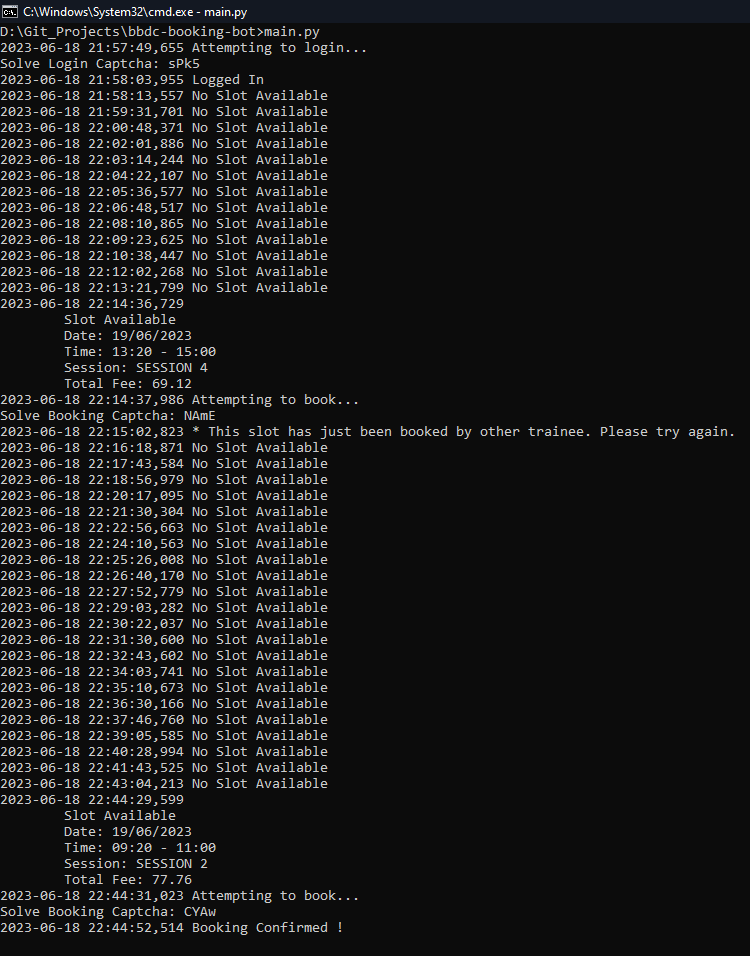 C:\Windows\System32\cmd.exe - main.py
D:\Git_Projects\bbdc-booking-bot>main.py
2023-06-18 21:57:49,655 Attempting to login...
Solve Login Captcha: sPk5
2023-06-18 21:58:03,955 Logged In
2023-06-18 21:58:13,557 No Slot Available
2023-06-18 21:59:31,701 No Slot Available
2023-06-18 22:00:48,371 No Slot Available
2023-06-18 22:02:01,886 No Slot Available
2023-06-18 22:03:14,244 No Slot Available
2023-06-18 22:04:22,107 No Slot Available
2023-06-18 22:05:36,577 No Slot Available
2023-06-18 22:06:48,517 No Slot Available
2023-06-18 22:08:10,865 No Slot Available
2023-06-18 22:09:23,625 No Slot Available
2023-06-18 22:10:38,447 No Slot Available
2023-06-18 22:12:02,268 No Slot Available
2023-06-18 22:13:21,799 No Slot Available
2023-06-18 22:14:36,729
Slot Available
Date: 19/06/2023
Time: 13:20 - 15:00
Session: SESSION 4
Total Fee: 69.12
2023-06-18 22:14:37,986 Attempting to book...
Solve Booking Captcha: NAmE
2023-06-18 22:15:02,823 * This slot has just been booked by other trainee. Please try again.
2023-06-18 22:16:18,871 No Slot Available
2023-06-18 22:17:43,584 No Slot Available
2023-06-18 22:18:56,979 No Slot Available
2023-06-18 22:20:17,095 No Slot Available
2023-06-18 22:21:30,304 No Slot Available
2023-06-18 22:22:56,663 No Slot Available
2023-06-18 22:24:10,563 No Slot Available
2023-06-18 22:25:26,008 No Slot Available
2023-06-18 22:26:40,170 No Slot Available
2023-06-18 22:27:52,779 No Slot Available
2023-06-18 22:29:03,282 No Slot Available
2023-06-18 22:30:22,037 No Slot Available
2023-06-18 22:31:30,600 No Slot Available
2023-06-18 22:32:43,602 No Slot Available
2023-06-18 22:34:03,741 No Slot Available
2023-06-18 22:35:10,673 No Slot Available
2023-06-18 22:36:30,166 No Slot Available
2023-06-18 22:37:46,760 No Slot Available
2023-06-18 22:39:05,585 No Slot Available
2023-06-18 22:40:28,994 No Slot Available
2023-06-18 22:41:43,525 No Slot Available
2023-06-18 22:43:04,213 No Slot Available
2023-06-18 22:44:29,599
Slot Available
Date: 19/06/2023
Time: 09:20 - 11:00
Session: SESSION 2
Total Fee: 77.76
2023-06-18 22:44:31,023 Attempting to book...
Solve Booking Captcha: CYAw
2023-06-18 22:44:52,514 Booking Confirmed !